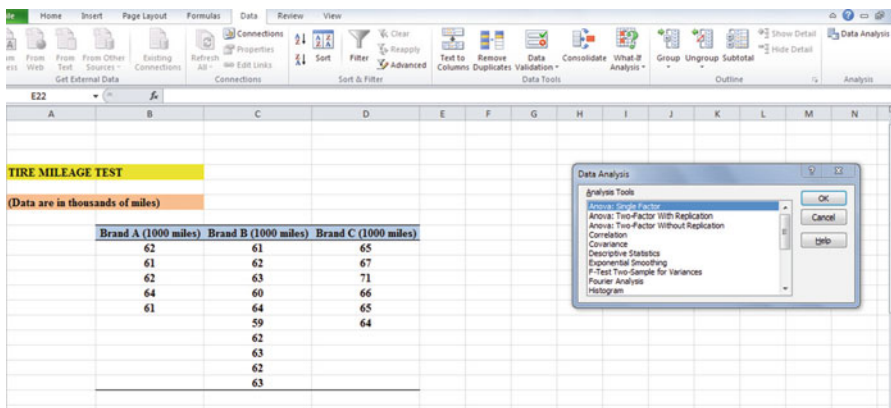 File Home Insert Page Layout Formulas Data Review View
Connections
Properties
Edit Links
Clear
Reapply
Advanced
Show Detail
Hide Detail
Data Analysis
From Web From Text From Other Sources Existing Connections Refresh All Sort Filter Text to Columns Remove Duplicates Data Validation Consolidate What-If Analysis Group Ungroup Subtotal
Get External Data Connections Sort & Filter Data Tools Outline Analysis
E22 fx
A B C D E F G H I J K L M N
TIRE MILEAGE TEST
(Data are in thousands of miles)
Brand A (1000 miles) Brand B (1000 miles) Brand C (1000 miles)
62 61 65
61 62 67
62 63 71
64 60 66
61 64 65
59 64
62
63
62
63
Data Analysis
Analysis Tools
Anova: Single Factor
Anova: Two-Factor With Replication
Anova: Two-Factor Without Replication
Correlation
Covariance
Descriptive Statistics
Exponential Smoothing
F-Test Two-Sample for Variances
Fourier Analysis
Histogram
OK
Cancel
Help